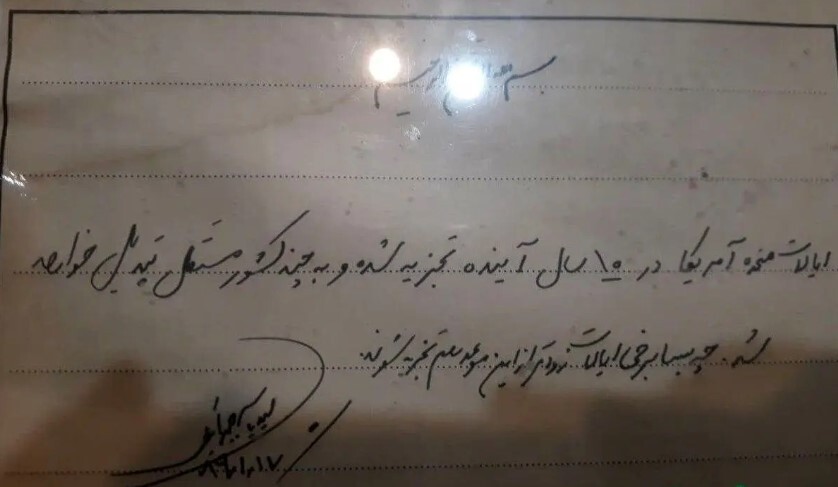 بسم الله الرحمن الرحیم
ایالات متحده آمریکا در ۱۵ سال آینده تجزیه شده و به چند کشور مستقل تبدیل خواهد
شد. چه بسا برخی ایالات زودتر از این موعد هم تجزیه شوند.